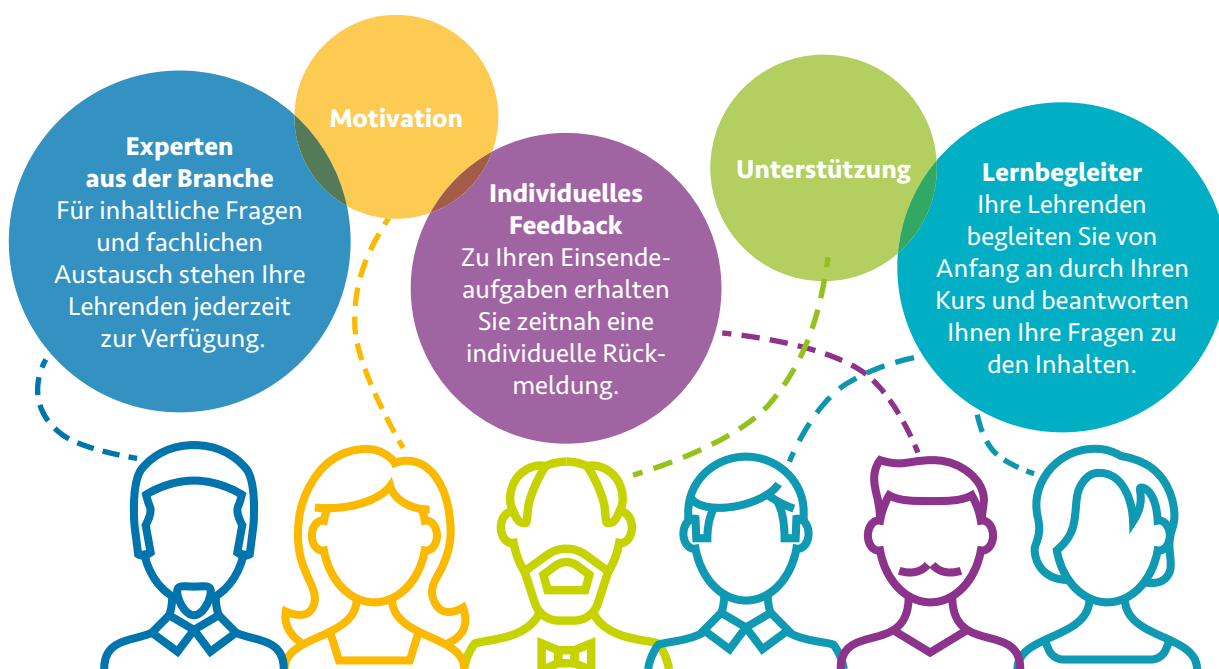 Experten
aus der Branche
Für inhaltliche Fragen
und fachlichen
Austausch stehen Ihre
Lehrenden jederzeit
zur Verfügung.
Motivation
Individuelles
Feedback
Zu Ihren Einsende-
aufgaben erhalten
Sie zeitnah eine
individuelle Rück-
meldung.
Unterstützung
Lernbegleiter
Ihre Lehrenden
begleiten Sie von
Anfang an durch Ihren
Kurs und beantworten
Ihnen Ihre Fragen zu
den Inhalten.